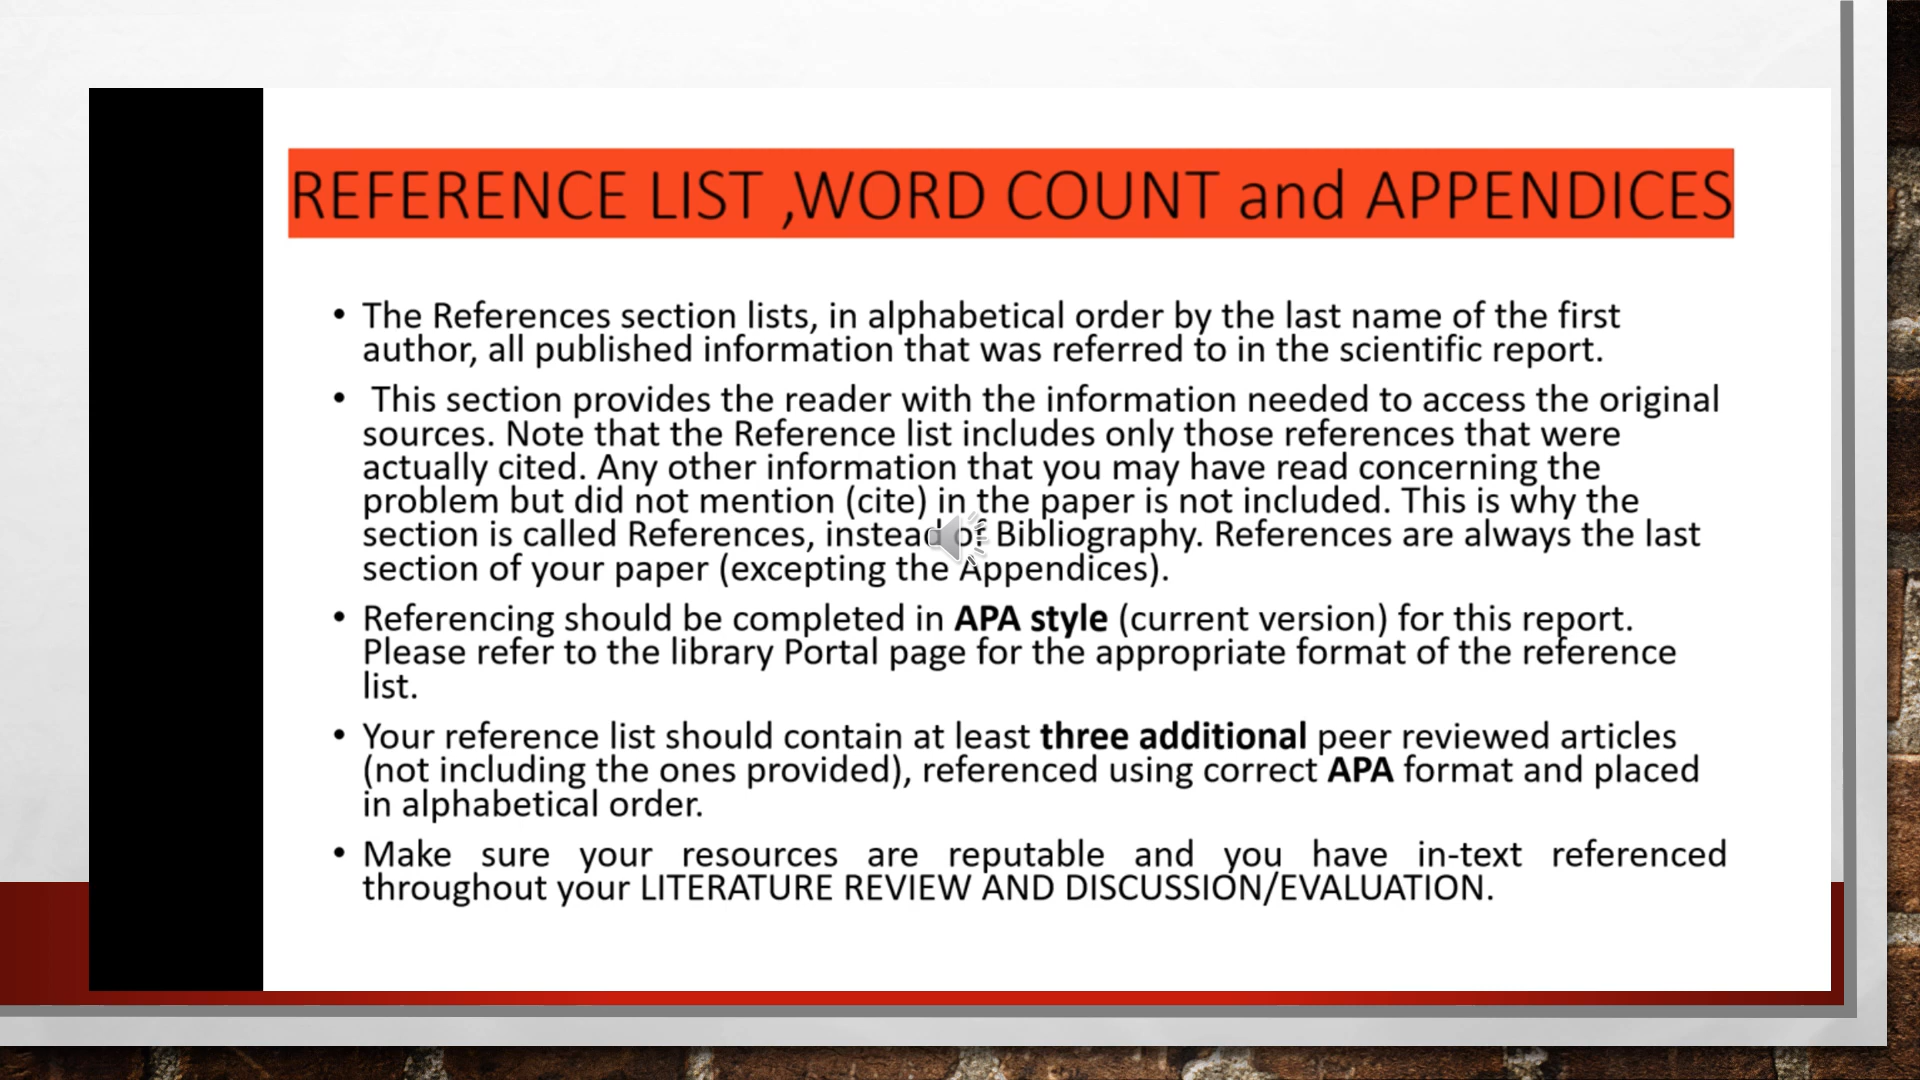 REFERENCE LIST ,WORD COUNT and APPENDICES
• The References section lists, in alphabetical order by the last name of the first
author, all published information that was referred to in the scientific report.
• This section provides the reader with the information needed to access the original
sources. Note that the Reference list includes only those references that were
actually cited. Any other information that you may have read concerning the
problem but did not mention (cite) in the paper is not included. This is why the
section is called References, instead of Bibliography. References are always the last
section of your paper (excepting the Appendices).
• Referencing should be completed in APA style (current version) for this report.
Please refer to the library Portal page for the appropriate format of the reference
list.
• Your reference list should contain at least three additional peer reviewed articles
(not including the ones provided), referenced using correct APA format and placed
in alphabetical order.
• Make sure your resources are reputable and you have in-text referenced
throughout your LITERATURE REVIEW AND DISCUSSION/EVALUATION.